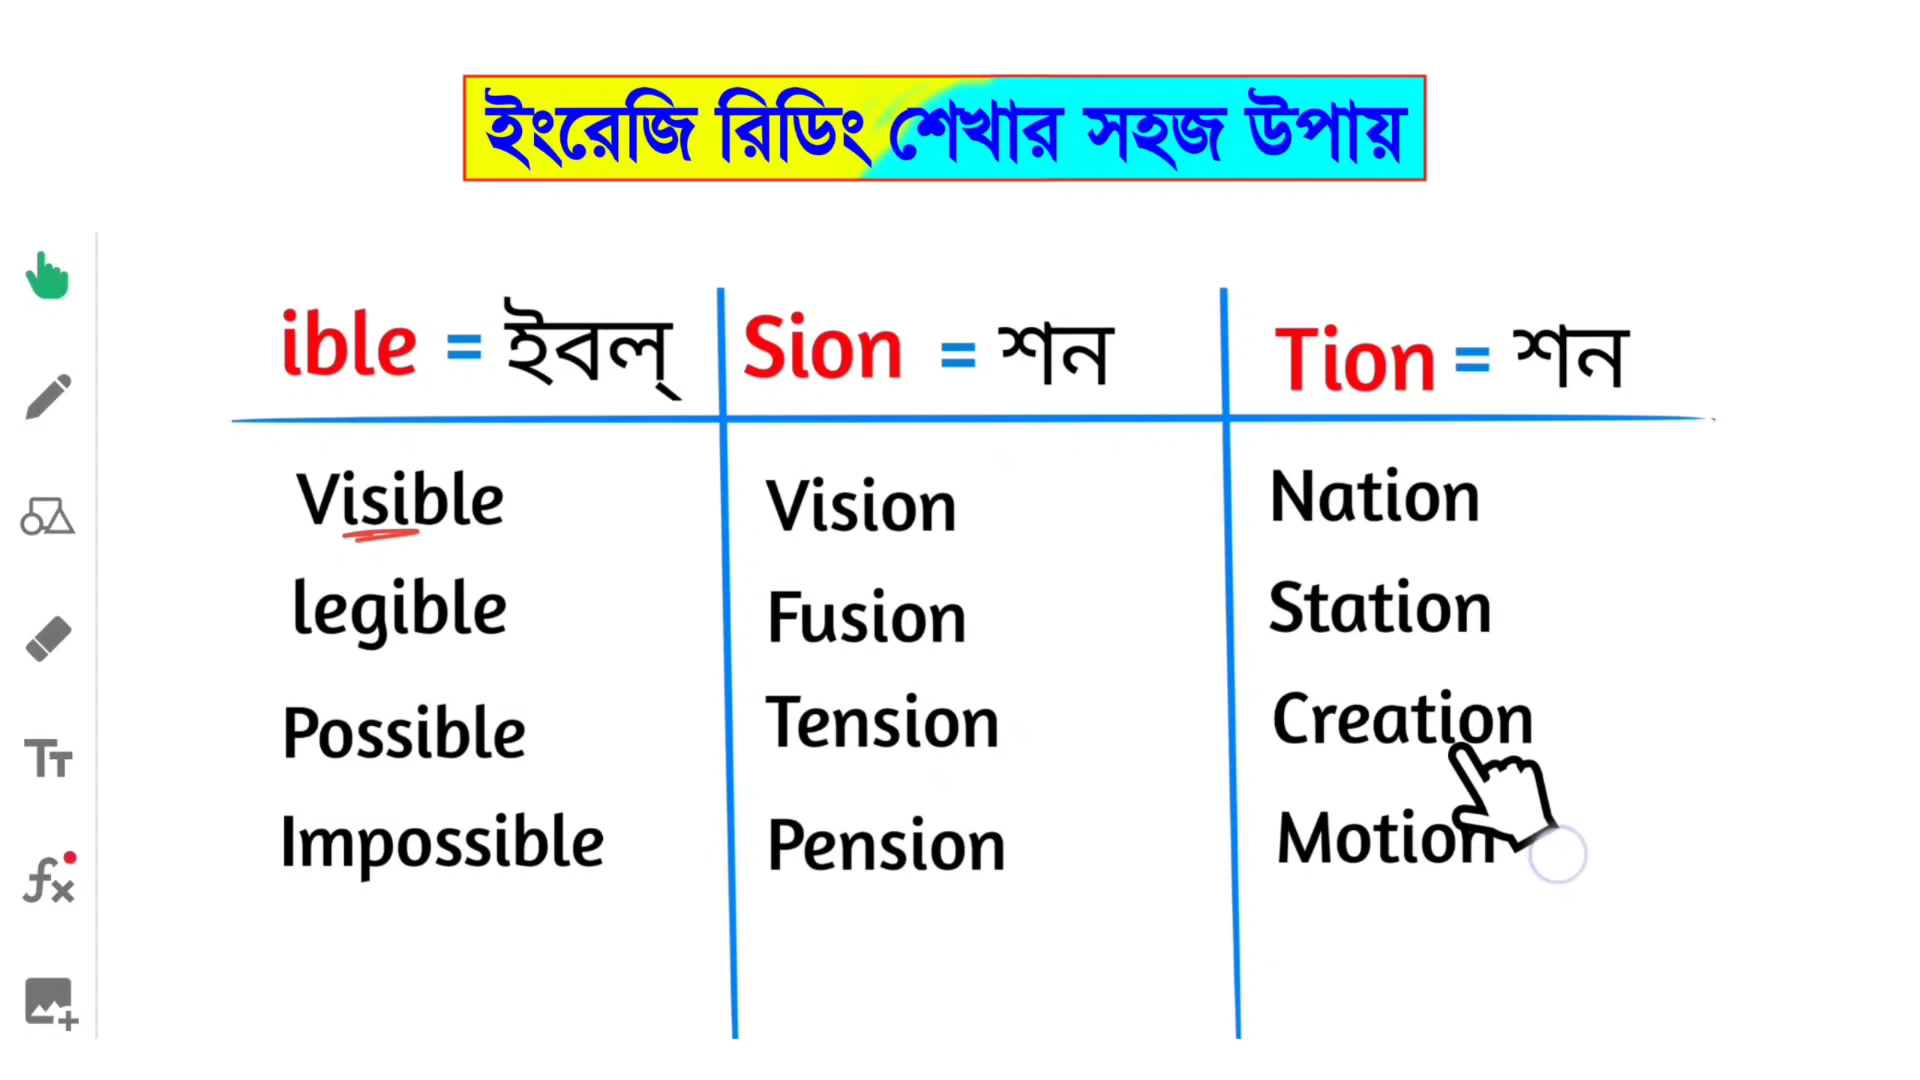 ইংরেজি রিডিং শেখার সহজ উপায়
ible = ইবল্ Sion = শন Tion = শন
Visible Vision Nation
legible Fusion Station
Possible Tension Creation
Impossible Pension Motion